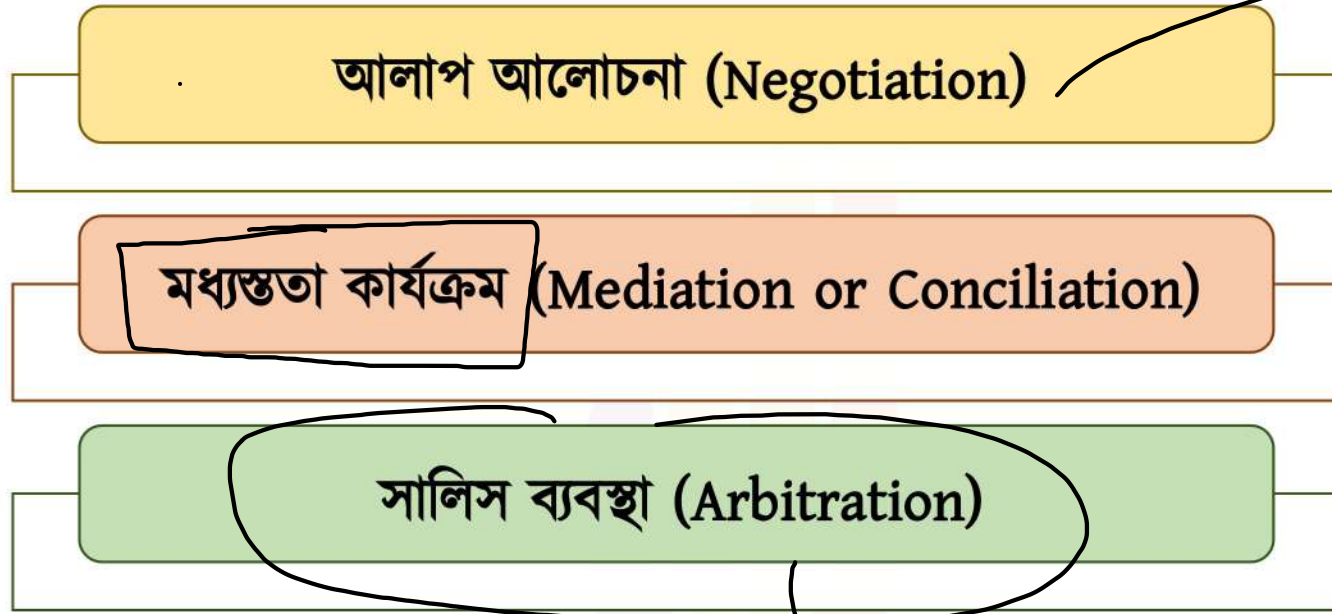 আলাপ আলোচনা (Negotiation)
মধ্যস্ততা কার্যক্রম (Mediation or Conciliation)
সালিস ব্যবস্থা (Arbitration)